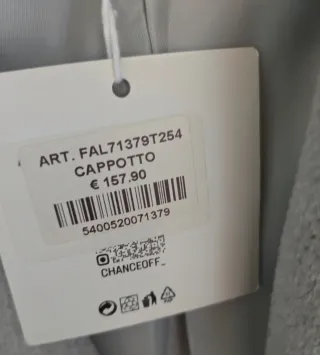 ART. FAL71379T254
CAPPOTTO
€ 157.90
5400520071379
CHANCEOFF_